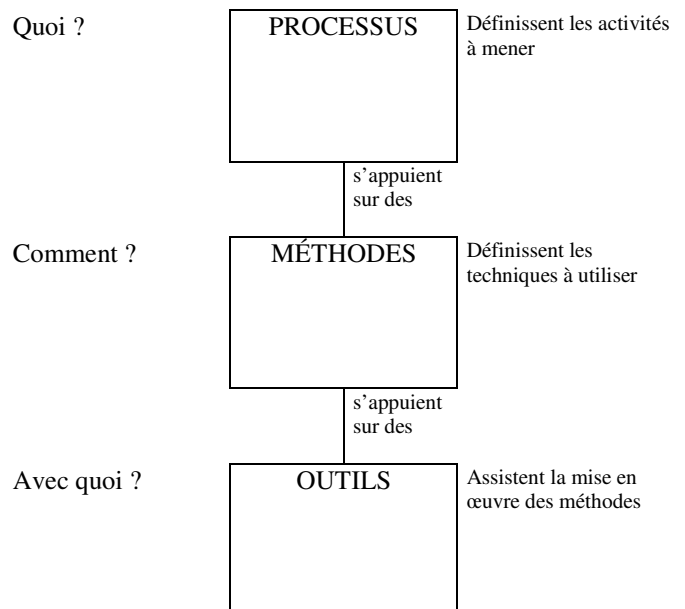 Quoi ?
PROCESSUS
Définissent les activités
à mener
s’appuient
sur des
Comment ?
MÉTHODES
Définissent les
techniques à utiliser
s’appuient
sur des
Avec quoi ?
OUTILS
Assistent la mise en
œuvre des méthodes